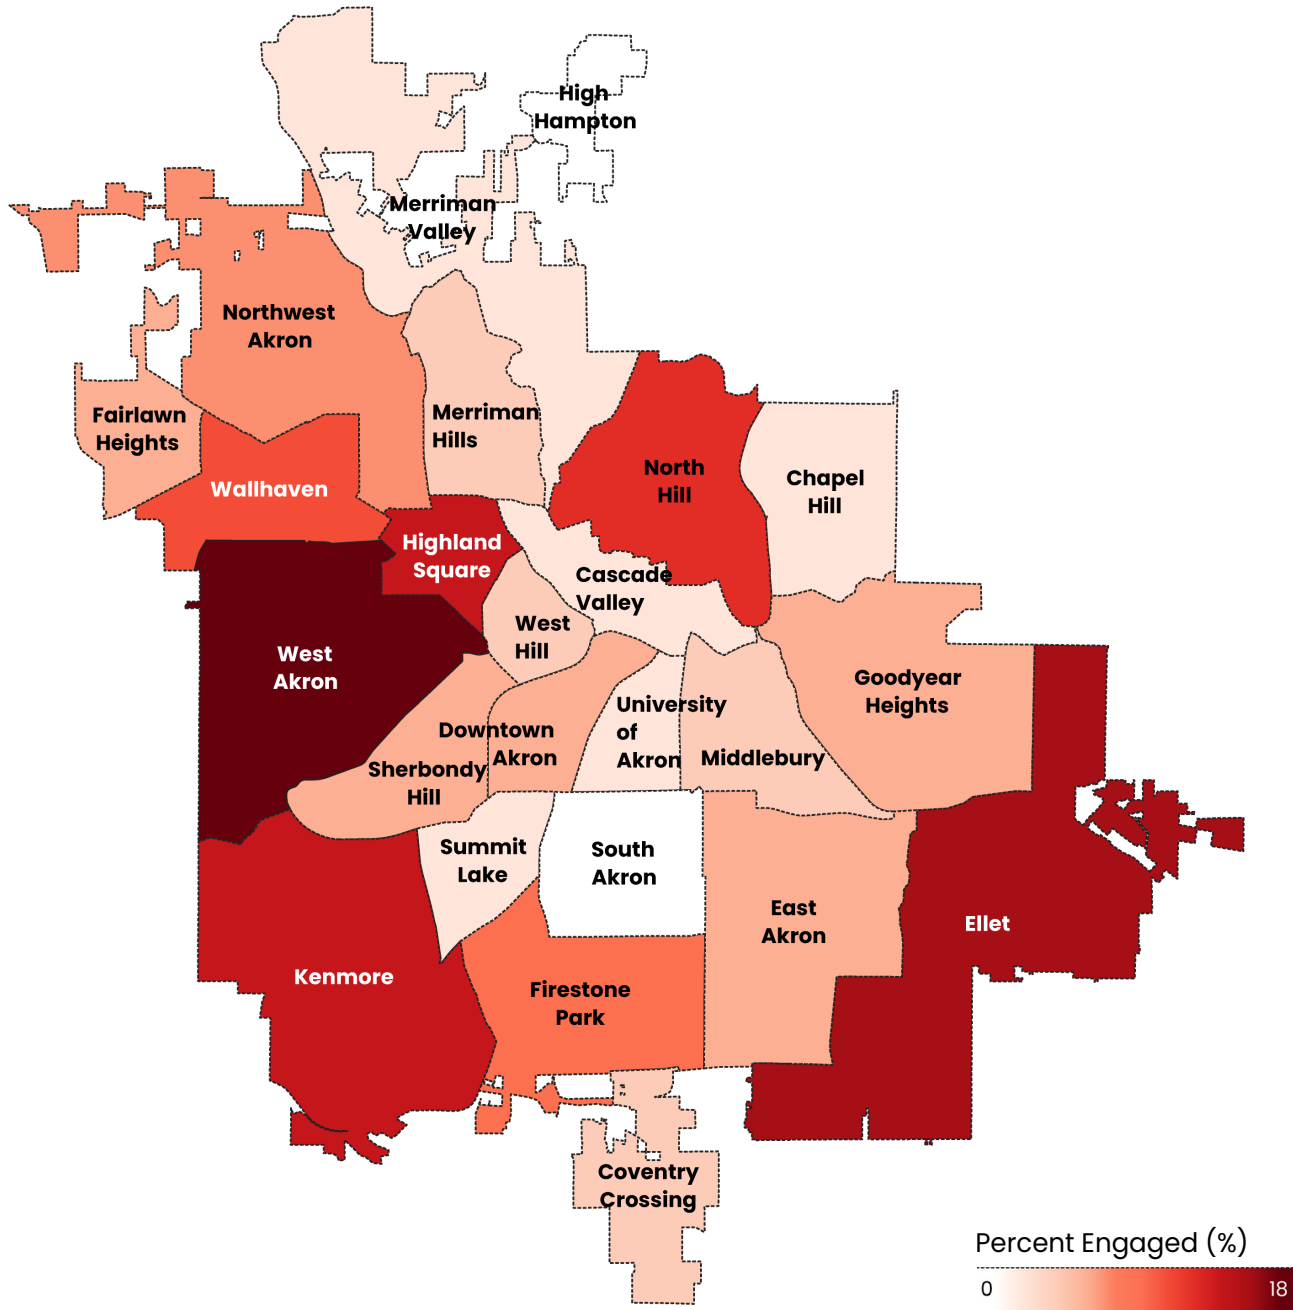 High
Hampton
Merriman
Valley
Northwest
Akron
Fairlawn
Heights
Merriman
Hills
Wallhaven
North
Hill
Chapel
Hill
Highland
Square
Cascade
Valley
West
Hill
West
Akron
Goodyear
Heights
University
of
Akron
Downtown
Akron
Middlebury
Sherbondy
Hill
Summit
Lake
South
Akron
East
Akron
Ellet
Kenmore
Firestone
Park
Coventry
Crossing
Percent Engaged (%)
0 18